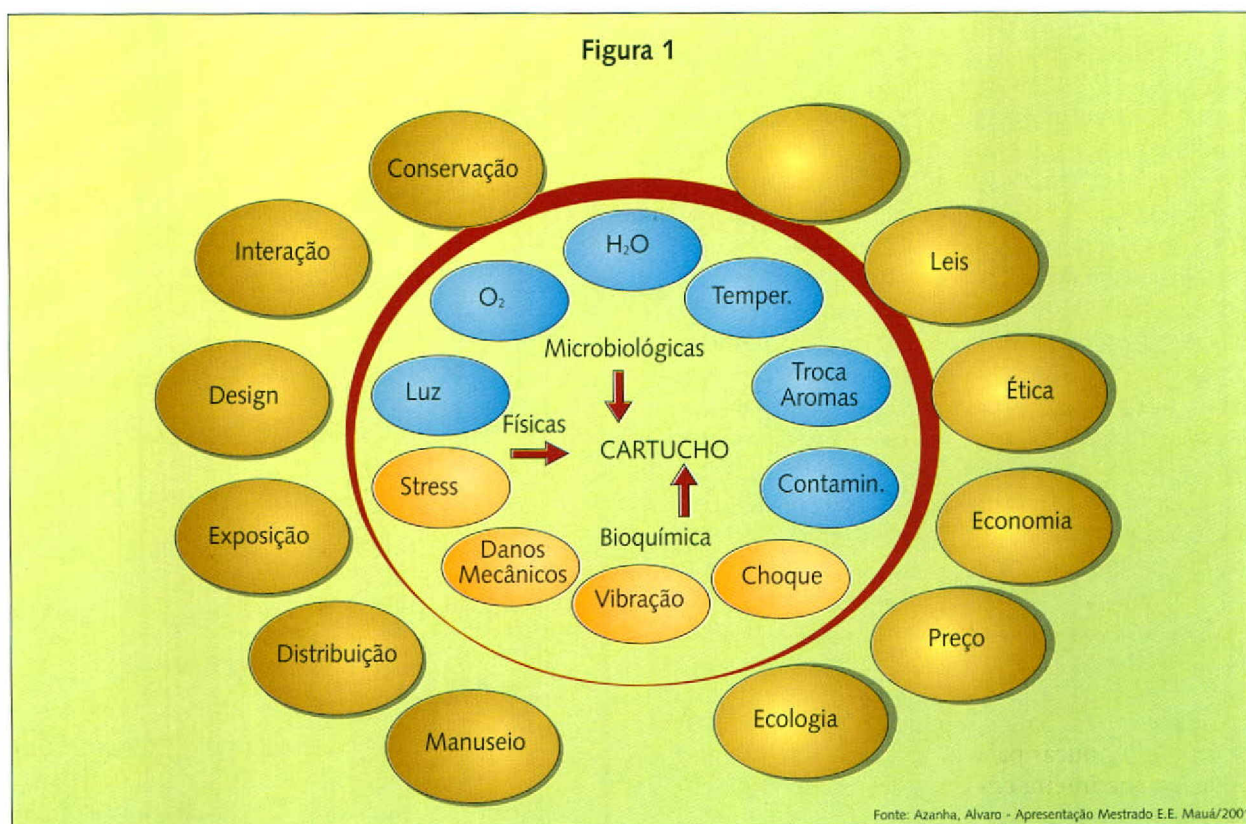 Figura 1
Conservação
Interação
Design
Exposição
Distribuição
Manuseio
Leis
Ética
Economia
Preço
Ecologia
H₂O
O₂
Temper.
Luz
Troca
Aromas
Contamin.
Stress
Danos
Mecânicos
Vibração
Choque
Microbiológicas
Físicas
CARTUCHO
Bioquímica
Fonte: Azanha, Alvaro - Apresentação Mestrado E.E. Mauá/2001